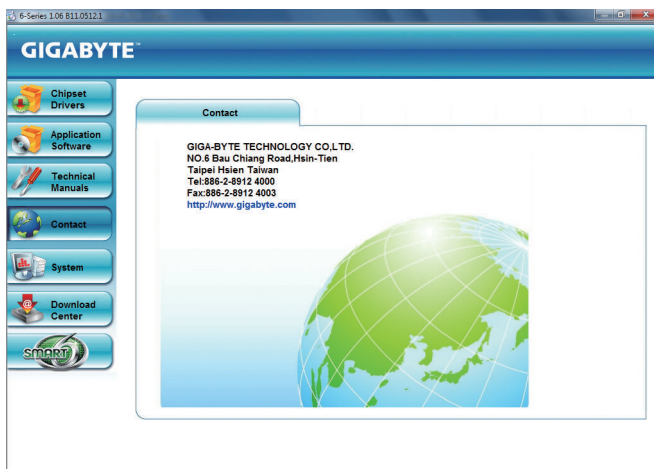 6-Series 1.06 B11.0512.1
GIGABYTE™
Chipset
Drivers
Application
Software
Technical
Manuals
Contact
System
Download
Center
SMART 6
Contact
GIGA-BYTE TECHNOLOGY CO,LTD.
NO.6 Bau Chiang Road,Hsin-Tien
Taipei Hsien Taiwan
Tel:886-2-8912 4000
Fax:886-2-8912 4003
http://www.gigabyte.com